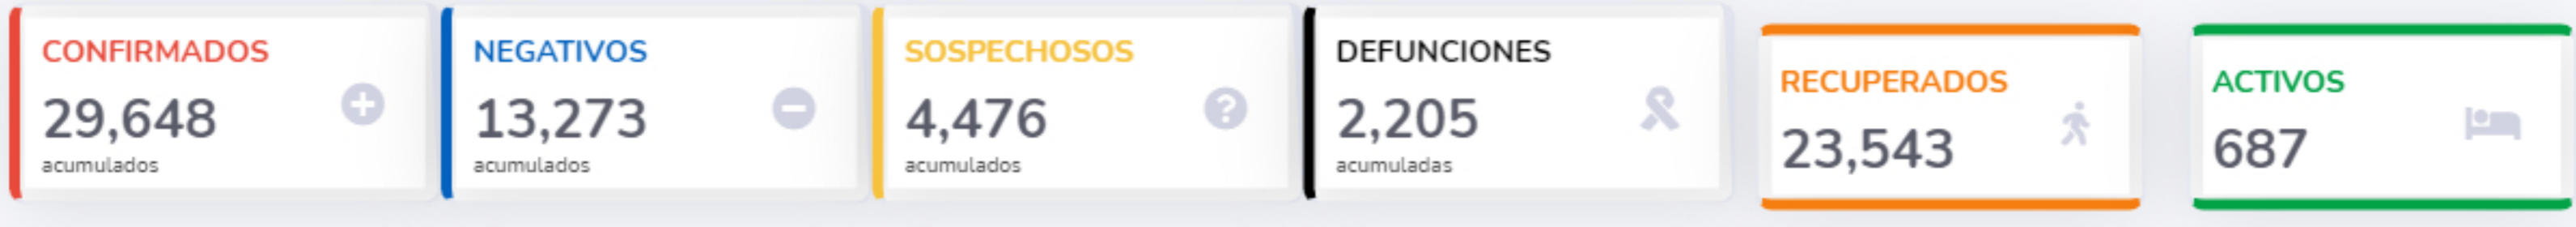 CONFIRMADOS
29,648
acumulados
NEGATIVOS
13,273
acumulados
SOSPECHOSOS
4,476
acumulados
DEFUNCIONES
2,205
acumuladas
RECUPERADOS
23,543
ACTIVOS
687